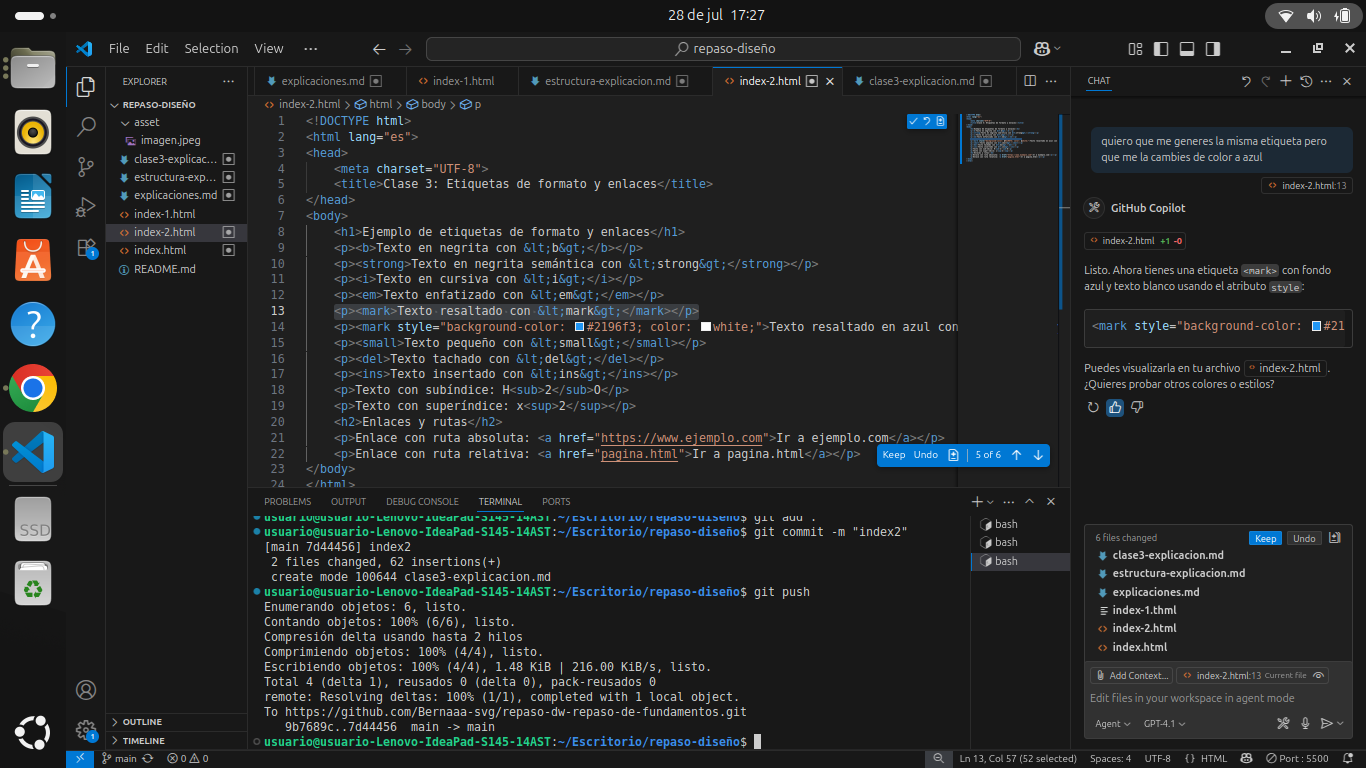 28 de jul 17:27
File Edit Selection View ···
repaso-diseño
EXPLORER
REPASO-DISEÑO
asset
imagen.jpeg
clase3-explicac...
estructura-exp...
explicaciones.md
index-1.html
index-2.html
index.html
README.md
OUTLINE
TIMELINE
SSD
explicaciones.md index-1.html estructura-explicacion.md index-2.html clase3-explicacion.md
index-2.html > html > body > p
1 <!DOCTYPE html>
2 <html lang="es">
3 <head>
4 <meta charset="UTF-8">
5 <title>Clase 3: Etiquetas de formato y enlaces</title>
6 </head>
7 <body>
8 <h1>Ejemplo de etiquetas de formato y enlaces</h1>
9 <p><b>Texto en negrita con &lt;b&gt;</b></p>
10 <p><strong>Texto en negrita semántica con &lt;strong&gt;</strong></p>
11 <p><i>Texto en cursiva con &lt;i&gt;</i></p>
12 <p><em>Texto enfatizado con &lt;em&gt;</em></p>
13 <p><mark>Texto resaltado con &lt;mark&gt;</mark></p>
14 <p><mark style="background-color: #2196f3; color: white;">Texto resaltado en azul con
15 <p><small>Texto pequeño con &lt;small&gt;</small></p>
16 <p><del>Texto tachado con &lt;del&gt;</del></p>
17 <p><ins>Texto insertado con &lt;ins&gt;</ins></p>
18 <p>Texto con subíndice: H<sub>2</sub>O</p>
19 <p>Texto con superíndice: x<sup>2</sup></p>
20 <h2>Enlaces y rutas</h2>
21 <p>Enlace con ruta absoluta: <a href="https://www.ejemplo.com">Ir a ejemplo.com</a></p>
22 <p>Enlace con ruta relativa: <a href="pagina.html">Ir a pagina.html</a></p>
23 </body>
24 </html>
Keep Undo 5 of 6
PROBLEMS OUTPUT DEBUG CONSOLE TERMINAL PORTS
usuario@usuario-Lenovo-IdeaPad-S145-14AST:~/Escritorio/repaso-diseño$ git add .
usuario@usuario-Lenovo-IdeaPad-S145-14AST:~/Escritorio/repaso-diseño$ git commit -m "index2"
[main 7d44456] index2
2 files changed, 62 insertions(+)
create mode 100644 clase3-explicacion.md
usuario@usuario-Lenovo-IdeaPad-S145-14AST:~/Escritorio/repaso-diseño$ git push
Enumerando objetos: 6, listo.
Contando objetos: 100% (6/6), listo.
Compresión delta usando hasta 2 hilos
Comprimiendo objetos: 100% (4/4), listo.
Escribiendo objetos: 100% (4/4), 1.48 KiB | 216.00 KiB/s, listo.
Total 4 (delta 1), reusados 0 (delta 0), pack-reusados 0
remote: Resolving deltas: 100% (1/1), completed with 1 local object.
To https://github.com/Bernaaa-svg/repaso-dw-repaso-de-fundamentos.git
9b7689c..7d44456 main -> main
usuario@usuario-Lenovo-IdeaPad-S145-14AST:~/Escritorio/repaso-diseño$
bash
bash
bash
CHAT
quiero que me generes la misma etiqueta pero
que me la cambies de color a azul
index-2.html:13
GitHub Copilot
index-2.html +1 -0
Listo. Ahora tienes una etiqueta <mark> con fondo
azul y texto blanco usando el atributo style:
<mark style="background-color: #21
Puedes visualizarla en tu archivo index-2.html.
¿Quieres probar otros colores o estilos?
6 files changed Keep Undo
clase3-explicacion.md
estructura-explicacion.md
explicaciones.md
index-1.thml
index-2.html
index.html
Add Context... index-2.html:13 Current file
Edit files in your workspace in agent mode
Agent GPT-4.1
main 0 0 Ln 13, Col 57 (52 selected) Spaces: 4 UTF-8 {} HTML Port : 5500